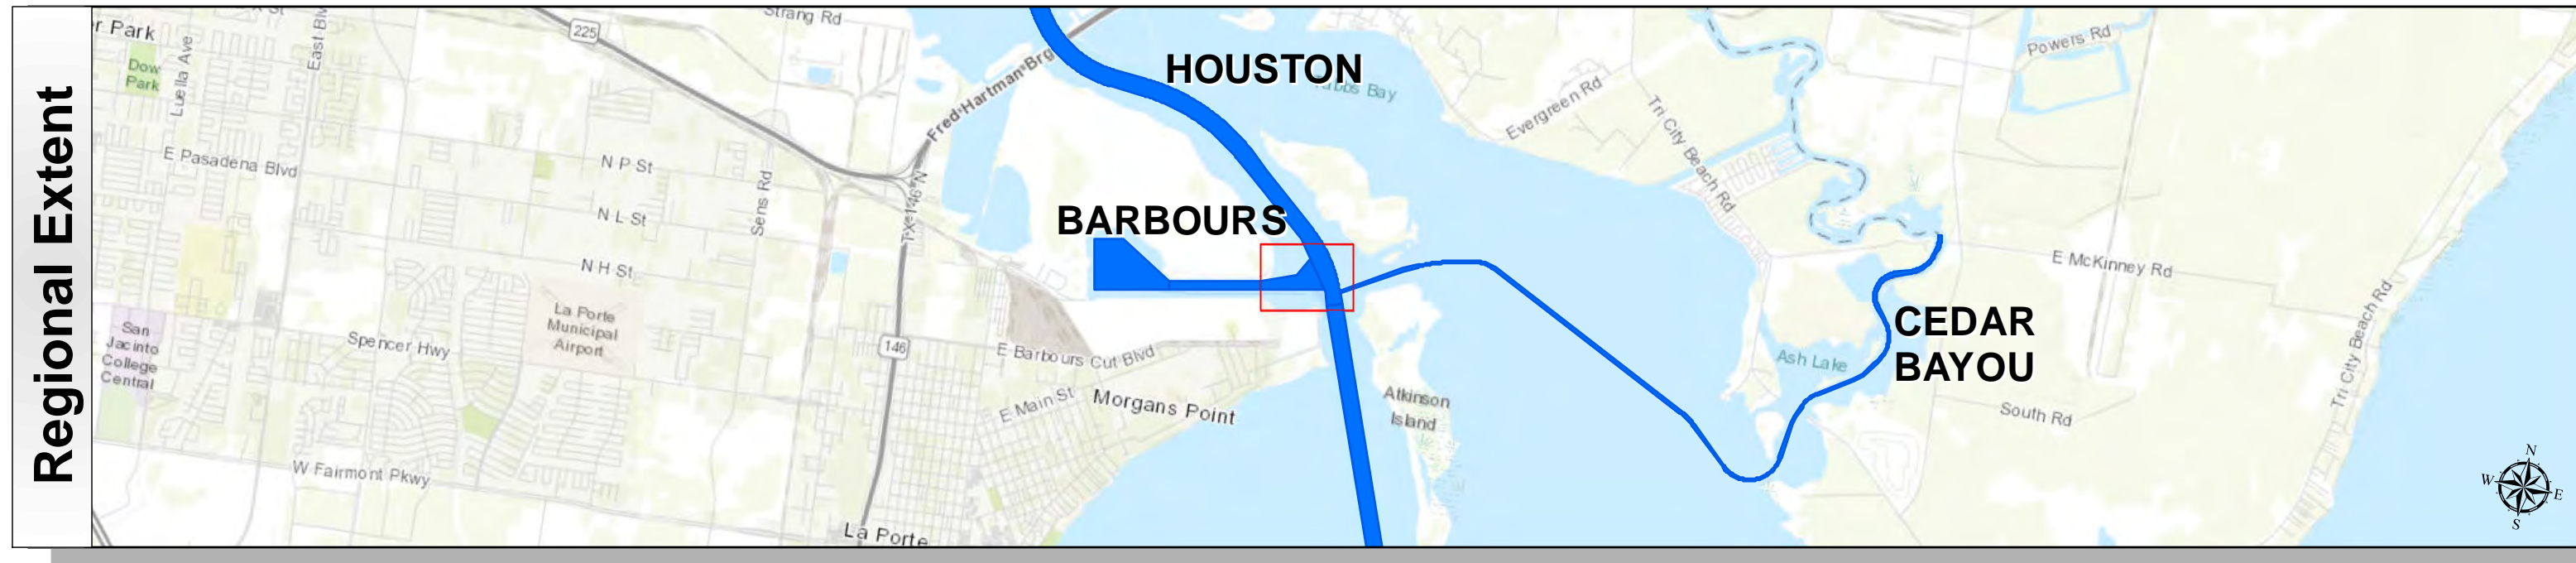 Regional Extent
r Park
Dow
Park
Luella Ave
East Blv
225
Strang Rd
Fred Hartman Brg
HOUSTON
Tabbs Bay
Evergreen Rd
Tri City Beach Rd
Powers Rd
E Pasadena Blvd
N P St
N L St
N H St
Sens Rd
TX-146 N
BARBOURS
E McKinney Rd
San
Jacinto
College
Central
Spencer Hwy
La Porte
Municipal
Airport
146
E Barbours Cut Blvd
E Main St
Morgans Point
Atkinson
Island
Ash Lake
CEDAR
BAYOU
South Rd
Tri City Beach Rd
W Fairmont Pkwy
La Porte
N
W
E
S